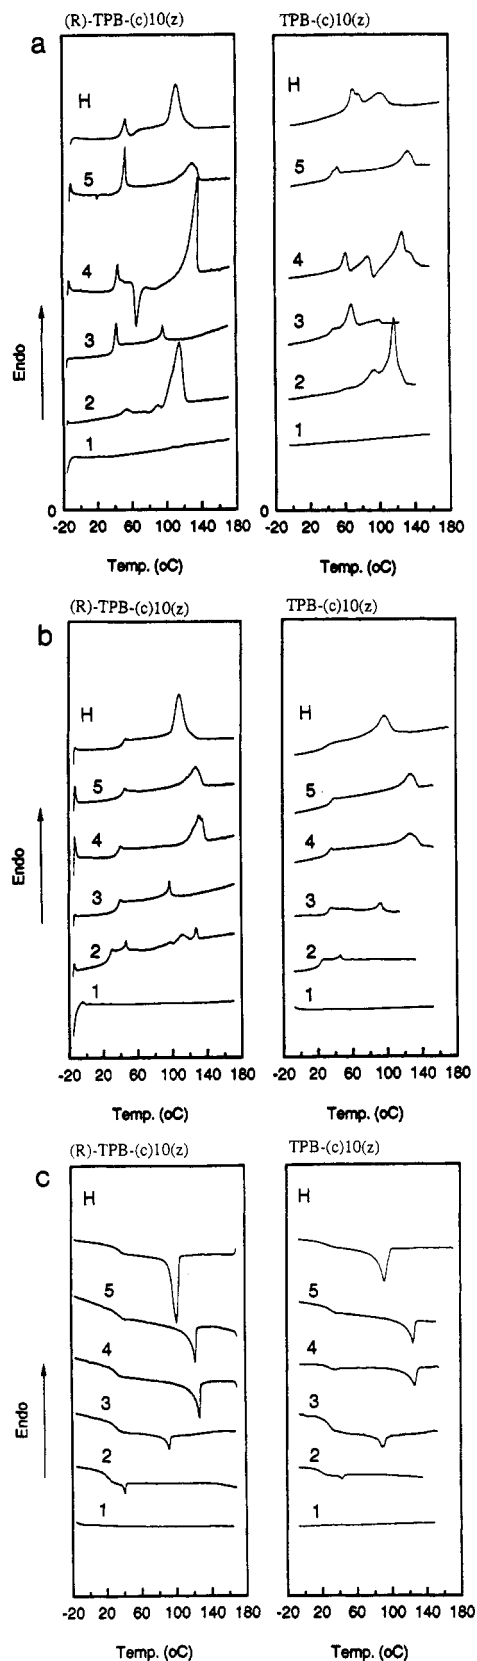 a
(R)-TPB-(c)10(z) TPB-(c)10(z)
H H
5 5
4 4
3 3
2 2
1 1
Endo
0 0
-20 20 60 100 140 180 -20 20 60 100 140 180
Temp. (oC) Temp. (oC)
b
(R)-TPB-(c)10(z) TPB-(c)10(z)
H H
5 5
4 4
3 3
2 2
1 1
Endo
-20 20 60 100 140 180 -20 20 60 100 140 180
Temp. (oC) Temp. (oC)
c
(R)-TPB-(c)10(z) TPB-(c)10(z)
H H
5 5
4 4
3 3
2 2
1 1
Endo
-20 20 60 100 140 180 -20 20 60 100 140 180
Temp. (oC) Temp. (oC)